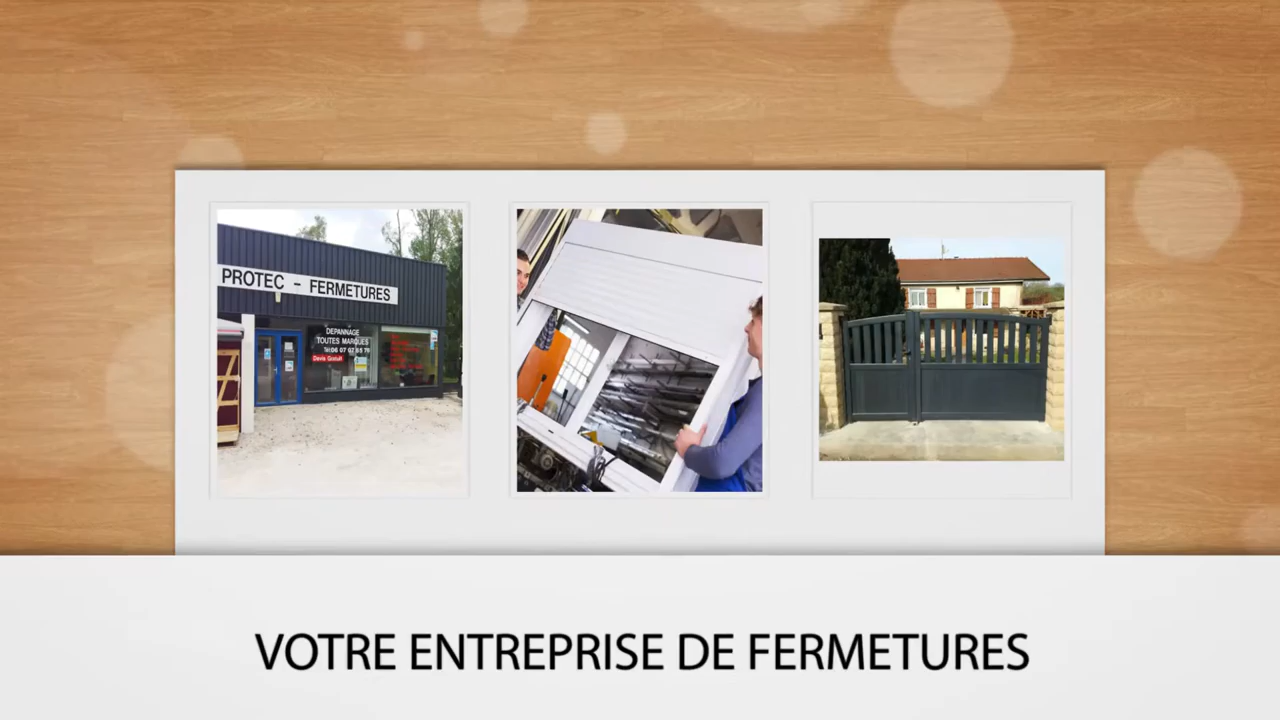 PROTEC - FERMETURES
DEPANNAGE
TOUTES MARQUES
Devis Gratuit
VOTRE ENTREPRISE DE FERMETURES